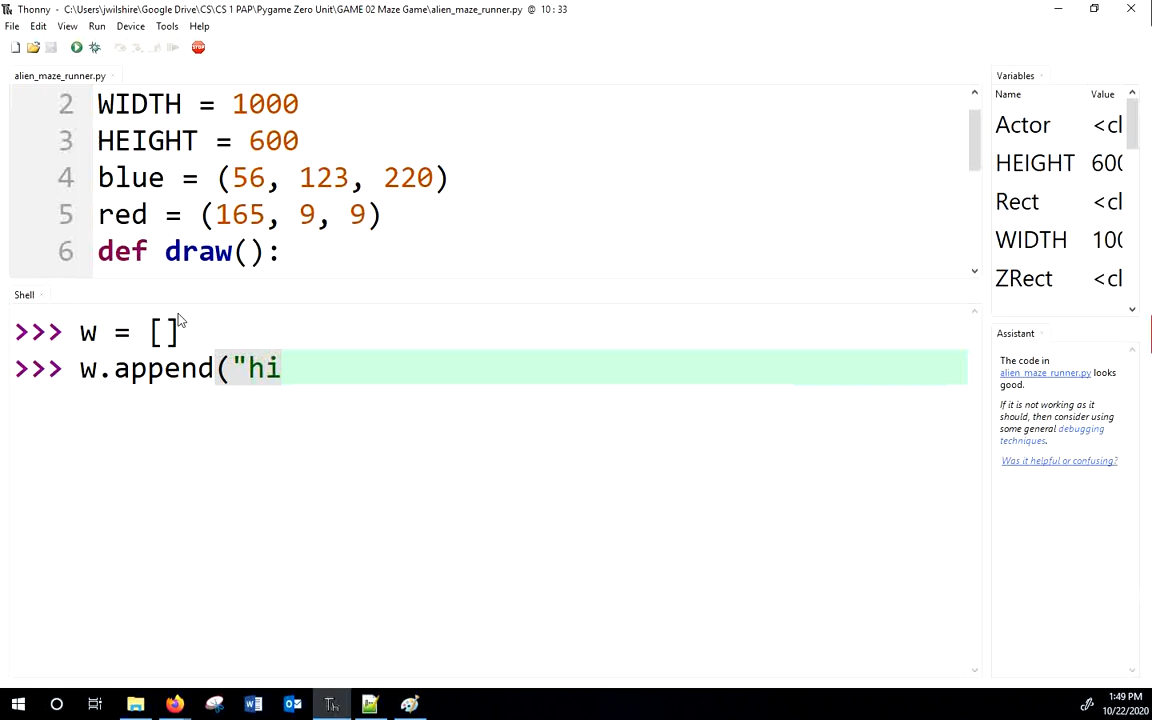 Thonny - C:\Users\jwilshire\Google Drive\CS\CS 1 PAP\Pygame Zero Unit\GAME 02 Maze Game\alien_maze_runner.py @ 10 : 33
File Edit View Run Device Tools Help
STOP
alien_maze_runner.py
2 WIDTH = 1000
3 HEIGHT = 600
4 blue = (56, 123, 220)
5 red = (165, 9, 9)
6 def draw():
Shell
>>> w = []
>>> w.append("hi
Variables
Name Value
Actor <cl
HEIGHT 600
Rect <cl
WIDTH 100
ZRect <cl
Assistant
The code in
alien_maze_runner.py looks
good.
If it is not working as it
should, then consider using
some general debugging
techniques.
Was it helpful or confusing?
Th
1:49 PM
10/22/2020